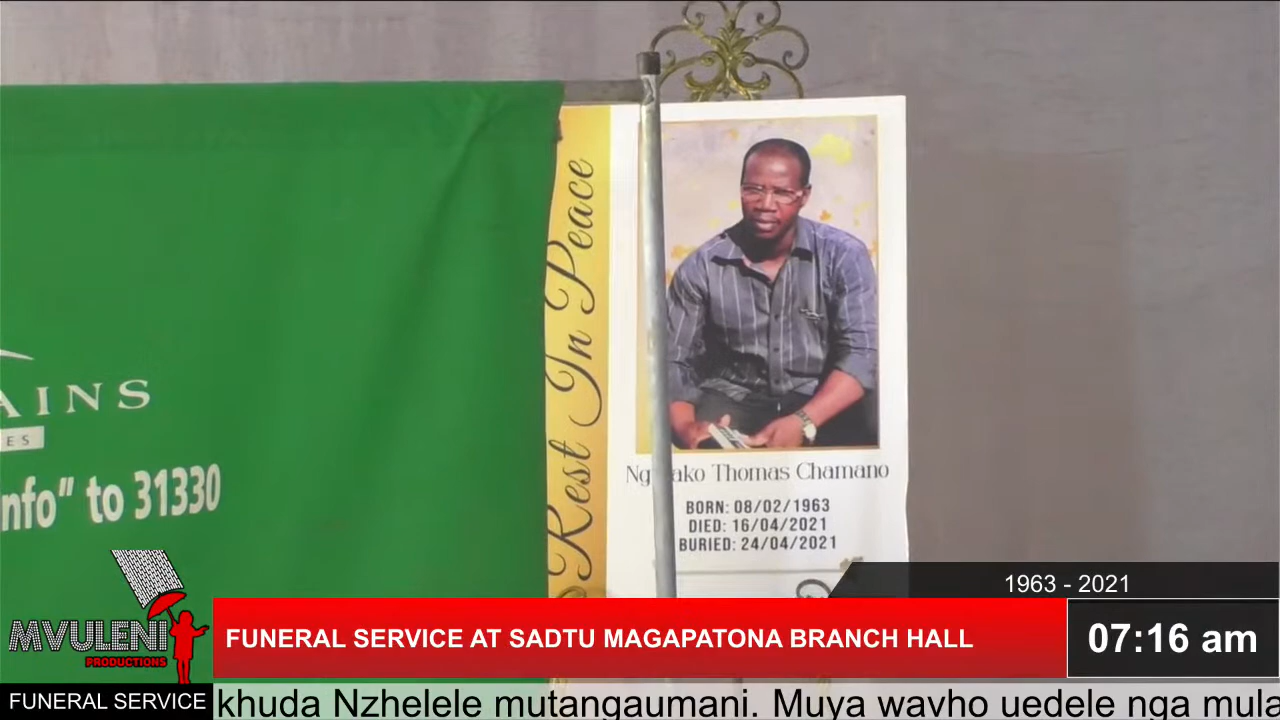 Rest In Peace
AINS
ES
nfo" to 31330
Thomas Chamano
BORN: 08/02/1963
DIED: 16/04/2021
BURIED: 24/04/2021
1963 - 2021
MVULENI
PRODUCTIONS
FUNERAL SERVICE AT SADTU MAGAPATONA BRANCH HALL
07:16 am
FUNERAL SERVICE
khuda Nzhelele mutangaumani. Muya wavho uedele nga mula